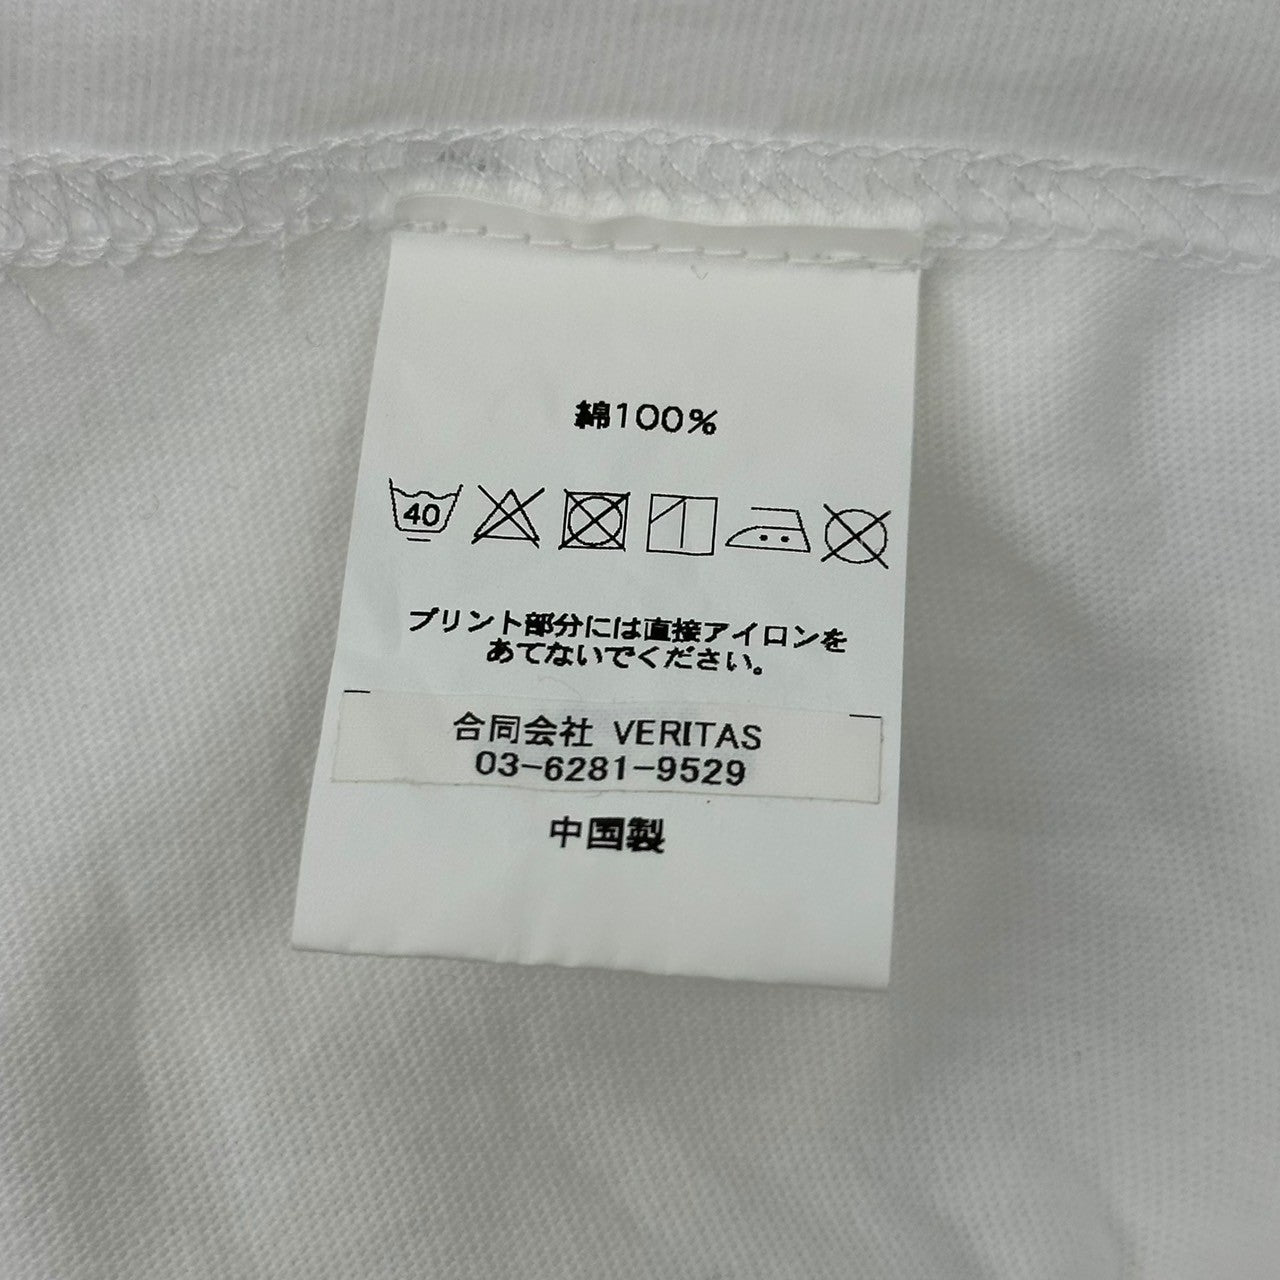 綿100%
40
プリント部分には直接アイロンを
あてないでください。
合同会社 VERITAS
03-6281-9529
中国製